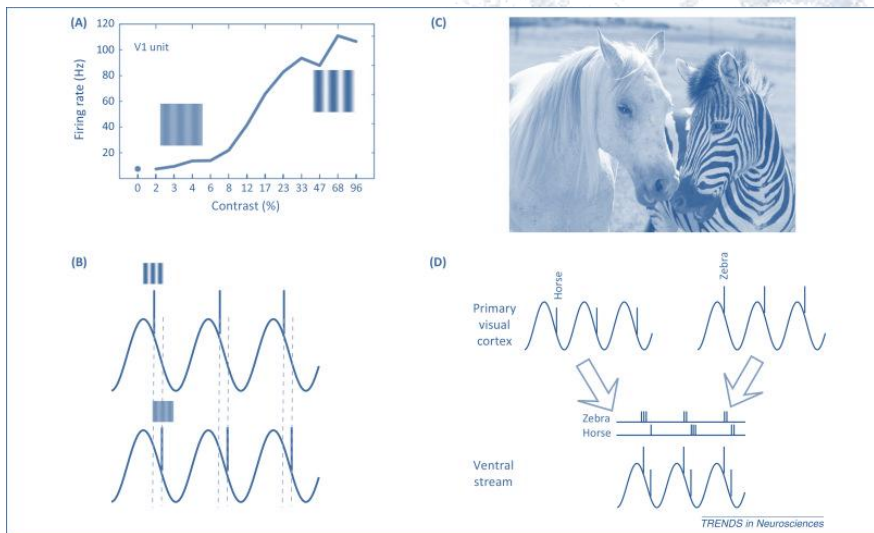 (A)
120
100
80
60
40
20
Firing rate (Hz)
V1 unit
0 2 3 4 6 8 12 17 23 33 47 68 96
Contrast (%)
(B)
(C)
(D)
Horse
Zebra
Primary
visual
cortex
Zebra
Horse
Ventral
stream
TRENDS in Neurosciences